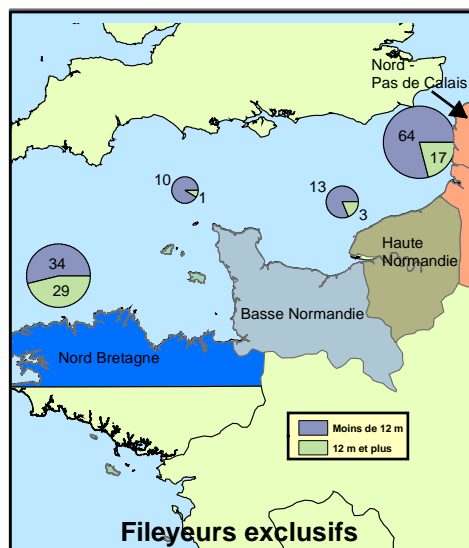 Nord -
Pas de Calais
64
17
10
1
13
3
Haute
Normandie
34
29
Basse Normandie
Nord Bretagne
Moins de 12 m
12 m et plus
Fileyeurs exclusifs